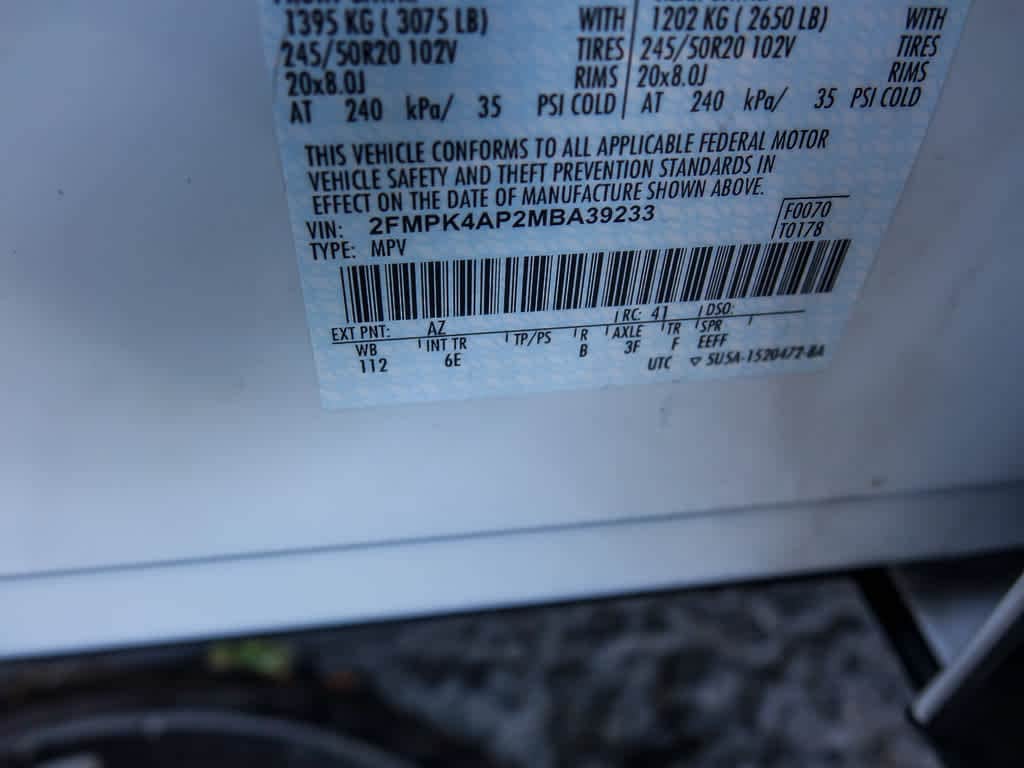 1395 KG ( 3075 LB) WITH 1202 KG ( 2650 LB) WITH
245/50R20 102V TIRES 245/50R20 102V TIRES
20x8.0J RIMS 20x8.0J RIMS
AT 240 kPa/ 35 PSI COLD AT 240 kPa/ 35 PSI COLD
THIS VEHICLE CONFORMS TO ALL APPLICABLE FEDERAL MOTOR
VEHICLE SAFETY AND THEFT PREVENTION STANDARDS IN
EFFECT ON THE DATE OF MANUFACTURE SHOWN ABOVE.
VIN: 2FMPK4AP2MBA39233 F0070
TYPE: MPV T0178
EXT PNT: AZ RC: 41 DSO:
WB INT TR TP/PS R AXLE TR SPR
112 6E B 3F F EEFF
UTC ▽ 5U5A-1520472-BA